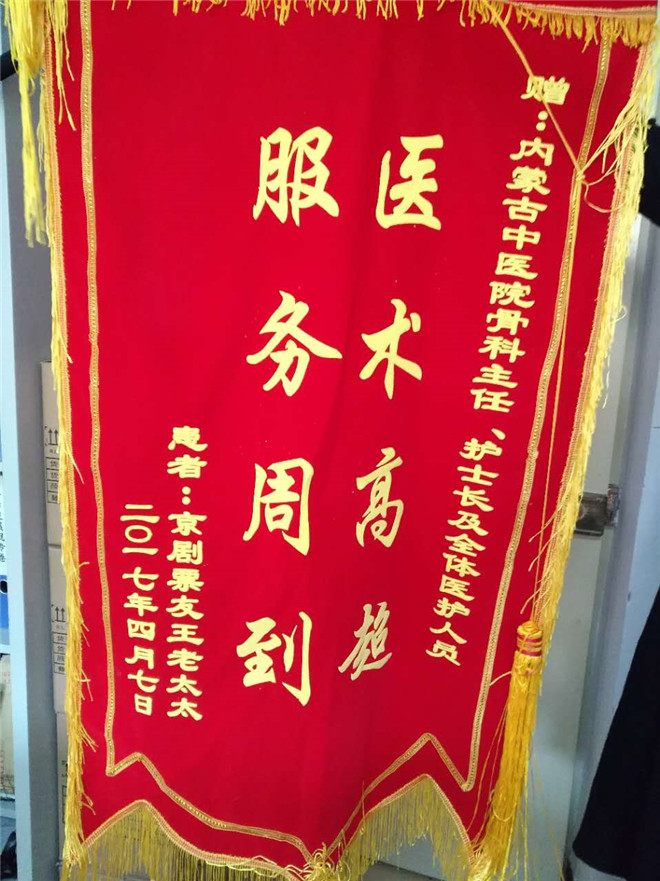 赠：内蒙古中医院骨科主任、护士长及全体医护人员
医术高超
服务周到
患者：京剧票友王老太太
二〇一七年四月七日